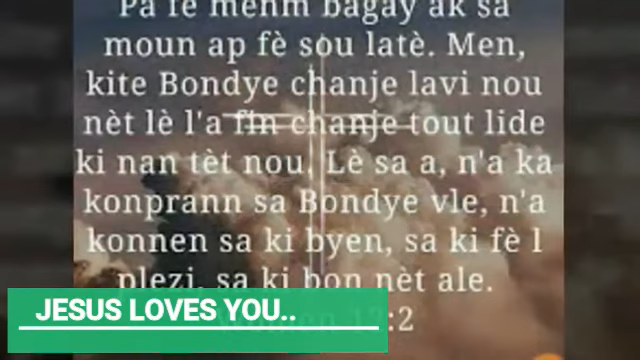 Pa fè menm bagay ak sa
moun ap fè sou latè. Men,
kite Bondye chanje lavi nou
nèt lè l'a fin chanje tout lide
ki nan tèt nou. Lè sa a, n'a ka
konprann sa Bondye vle, n'a
konnen sa ki byen, sa ki fè l
plezi, sa ki bon nèt ale.
:2
JESUS LOVES YOU..